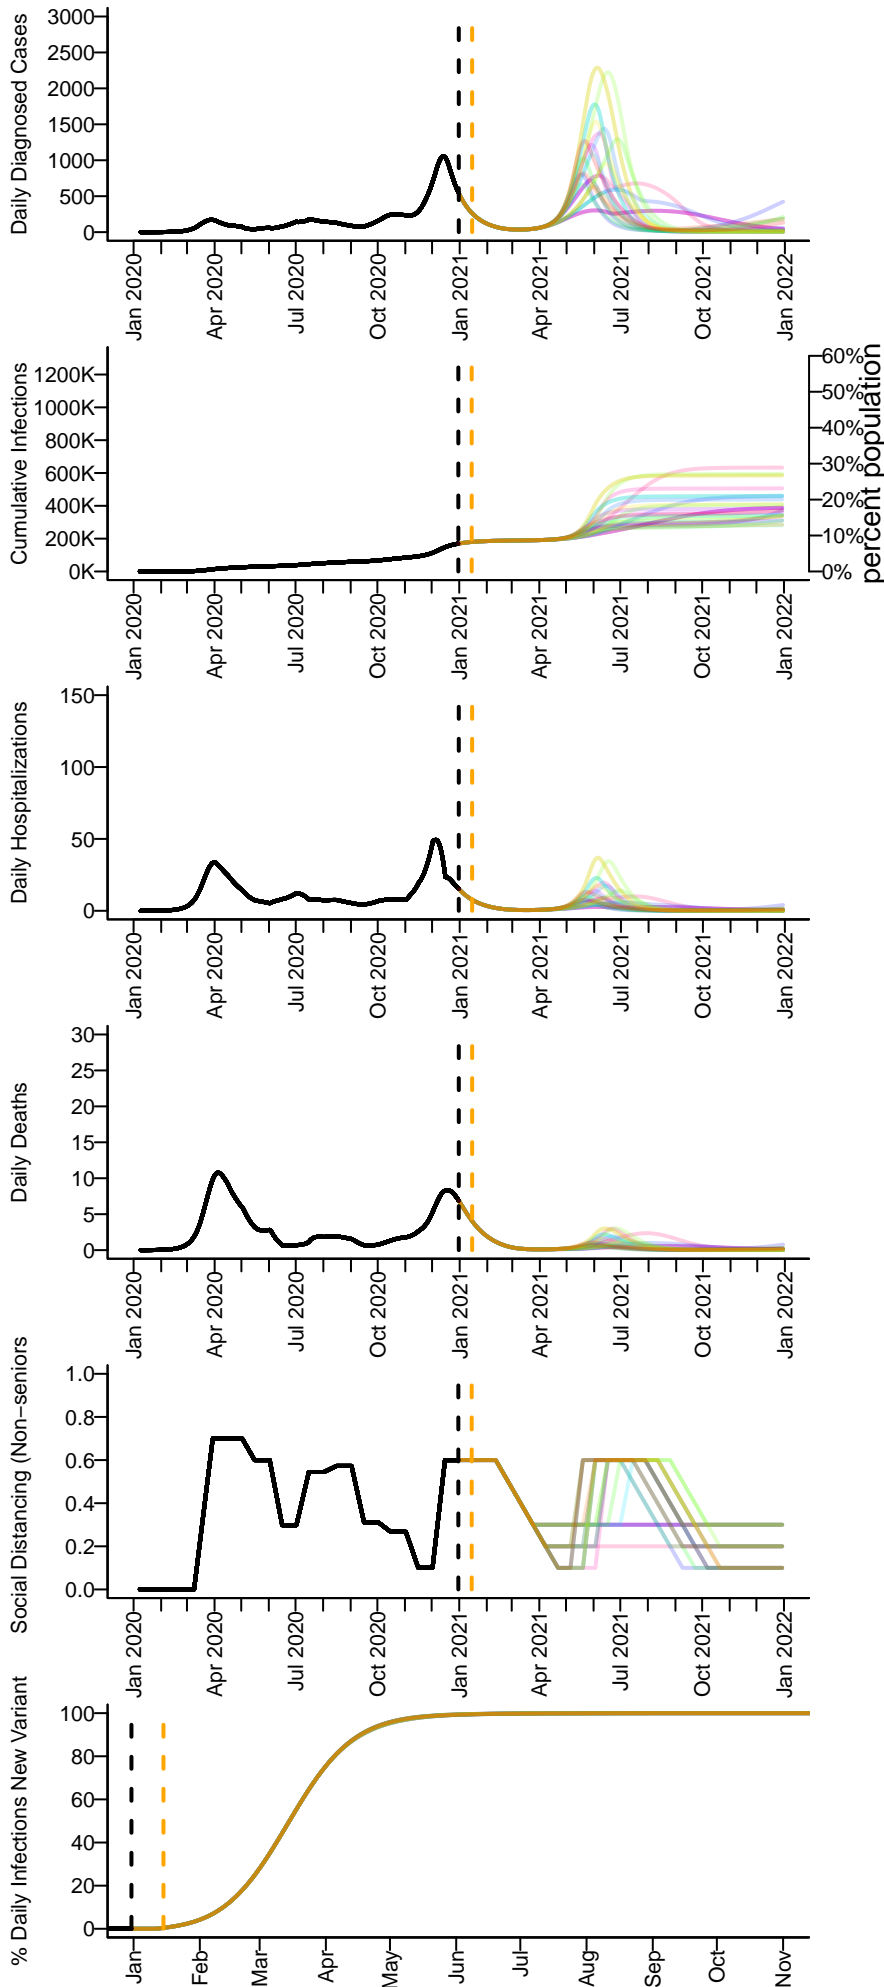 Daily Diagnosed Cases
3000
2500
2000
1500
1000
500
0
Jan 2020
Apr 2020
Jul 2020
Oct 2020
Jan 2021
Apr 2021
Jul 2021
Oct 2021
Jan 2022
Cumulative Infections
1200K
1000K
800K
600K
400K
200K
0K
60%
50%
40%
30%
20%
10%
0%
percent population
Jan 2020
Apr 2020
Jul 2020
Oct 2020
Jan 2021
Apr 2021
Jul 2021
Oct 2021
Jan 2022
Daily Hospitalizations
150
100
50
0
Jan 2020
Apr 2020
Jul 2020
Oct 2020
Jan 2021
Apr 2021
Jul 2021
Oct 2021
Jan 2022
Daily Deaths
30
25
20
15
10
5
0
Jan 2020
Apr 2020
Jul 2020
Oct 2020
Jan 2021
Apr 2021
Jul 2021
Oct 2021
Jan 2022
Social Distancing (Non−seniors
1.0
0.8
0.6
0.4
0.2
0.0
Jan 2020
Apr 2020
Jul 2020
Oct 2020
Jan 2021
Apr 2021
Jul 2021
Oct 2021
Jan 2022
% Daily Infections New Variant
100
80
60
40
20
0
Jan
Feb
Mar
Apr
May
Jun
Jul
Aug
Sep
Oct
Nov